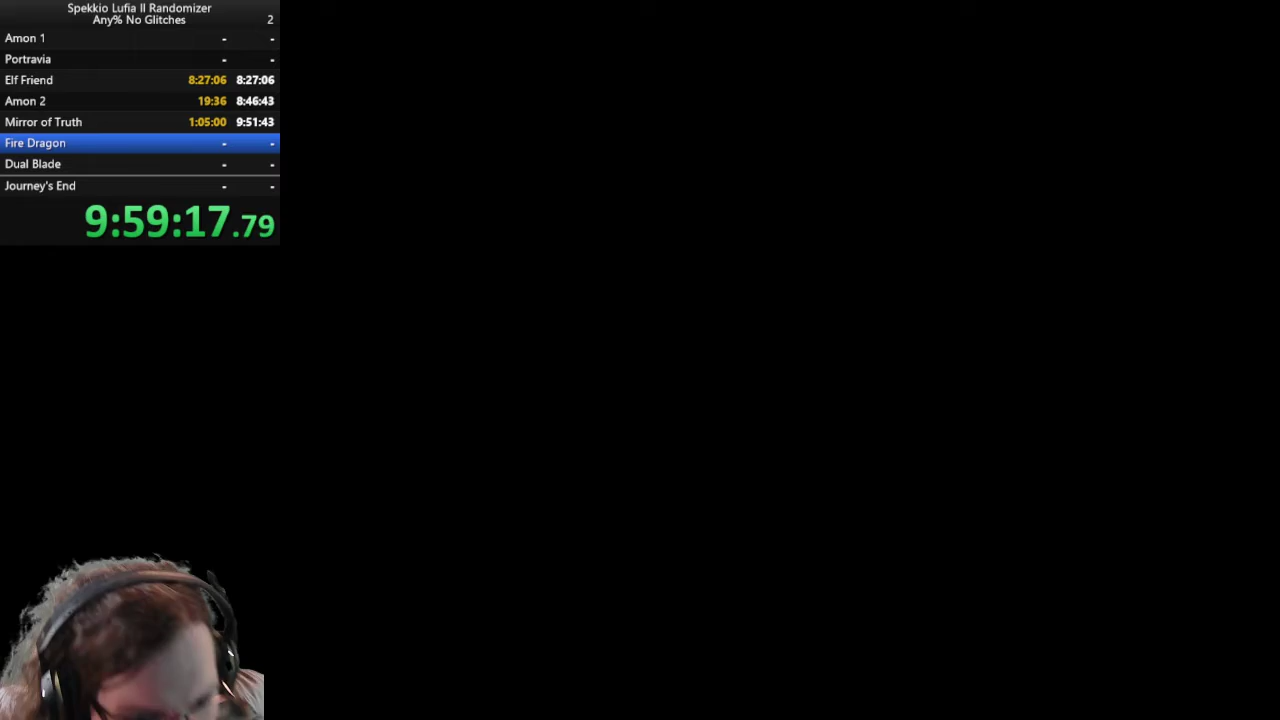 Spekkio Lufia II Randomizer
Any% No Glitches 2
Amon 1 - -
Portravia - -
Elf Friend 8:27:06 8:27:06
Amon 2 19:36 8:46:43
Mirror of Truth 1:05:00 9:51:43
Fire Dragon - -
Dual Blade - -
Journey's End - -
9:59:17.79